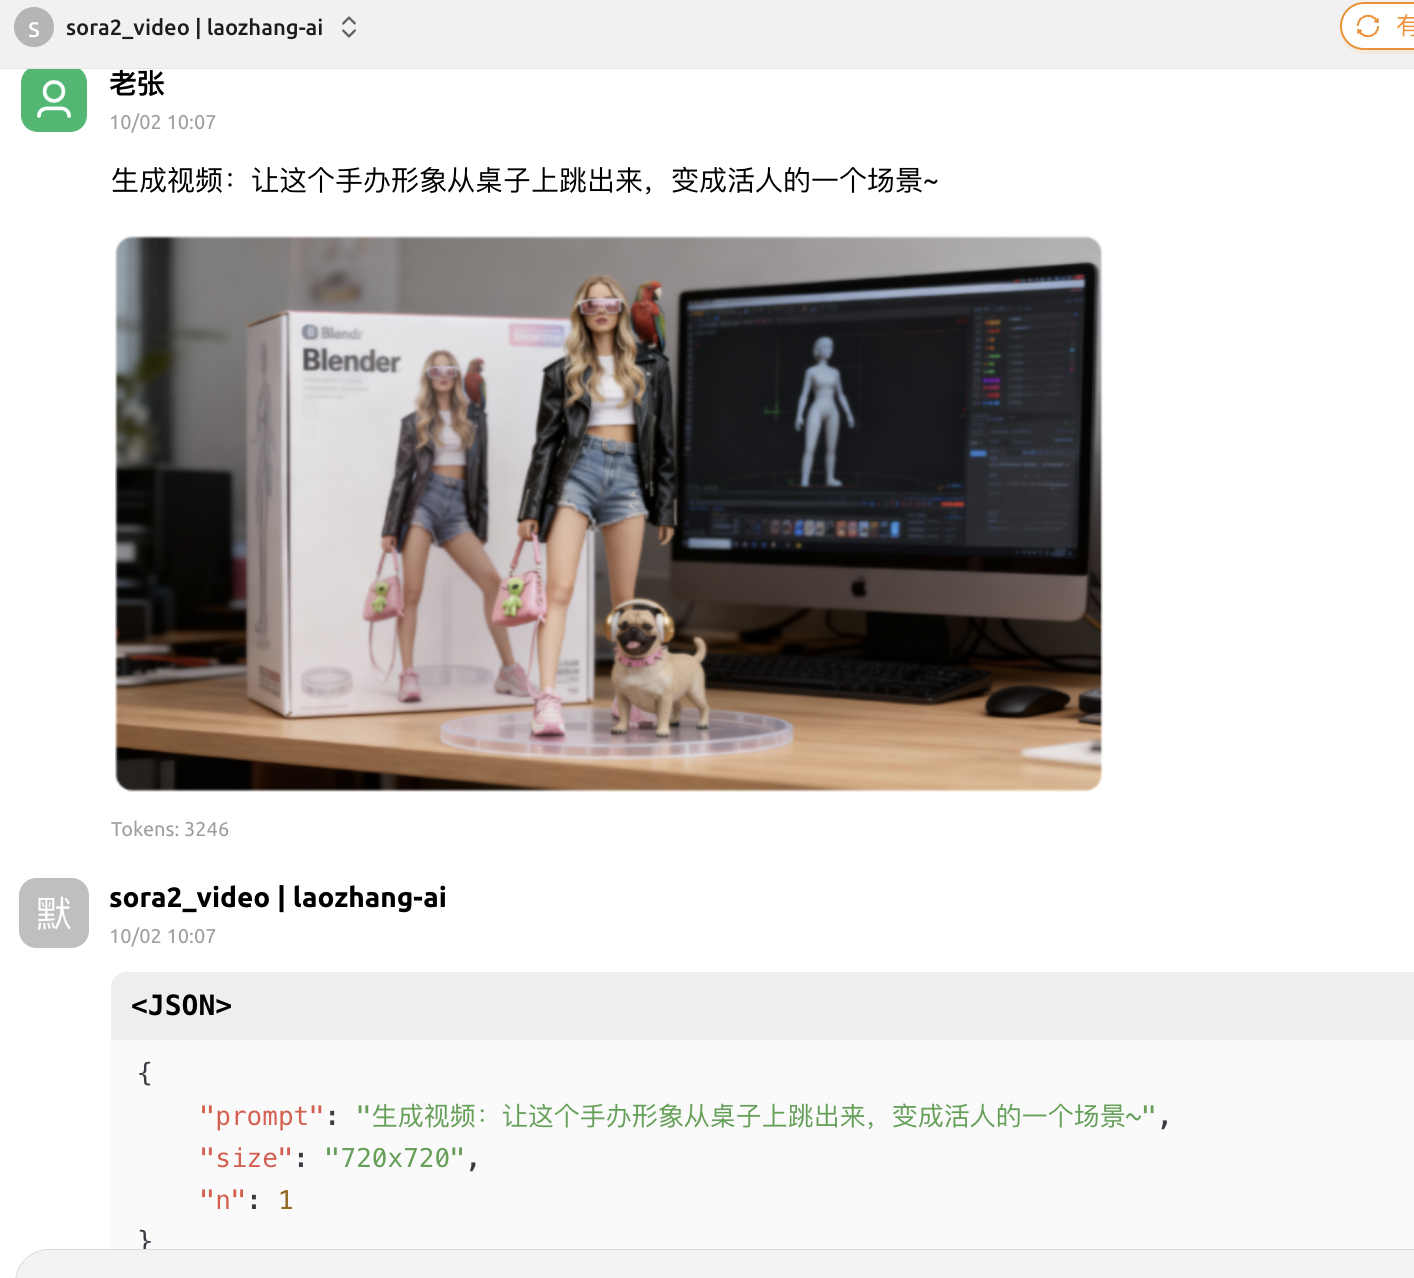 S sora2_video | laozhang-ai
有
老张
10/02 10:07
生成视频：让这个手办形象从桌子上跳出来，变成活人的一个场景~
Blendr
Blender
Tokens: 3246
默
sora2_video | laozhang-ai
10/02 10:07
<JSON>
{
"prompt": "生成视频：让这个手办形象从桌子上跳出来，变成活人的一个场景~",
"size": "720x720",
"n": 1
}